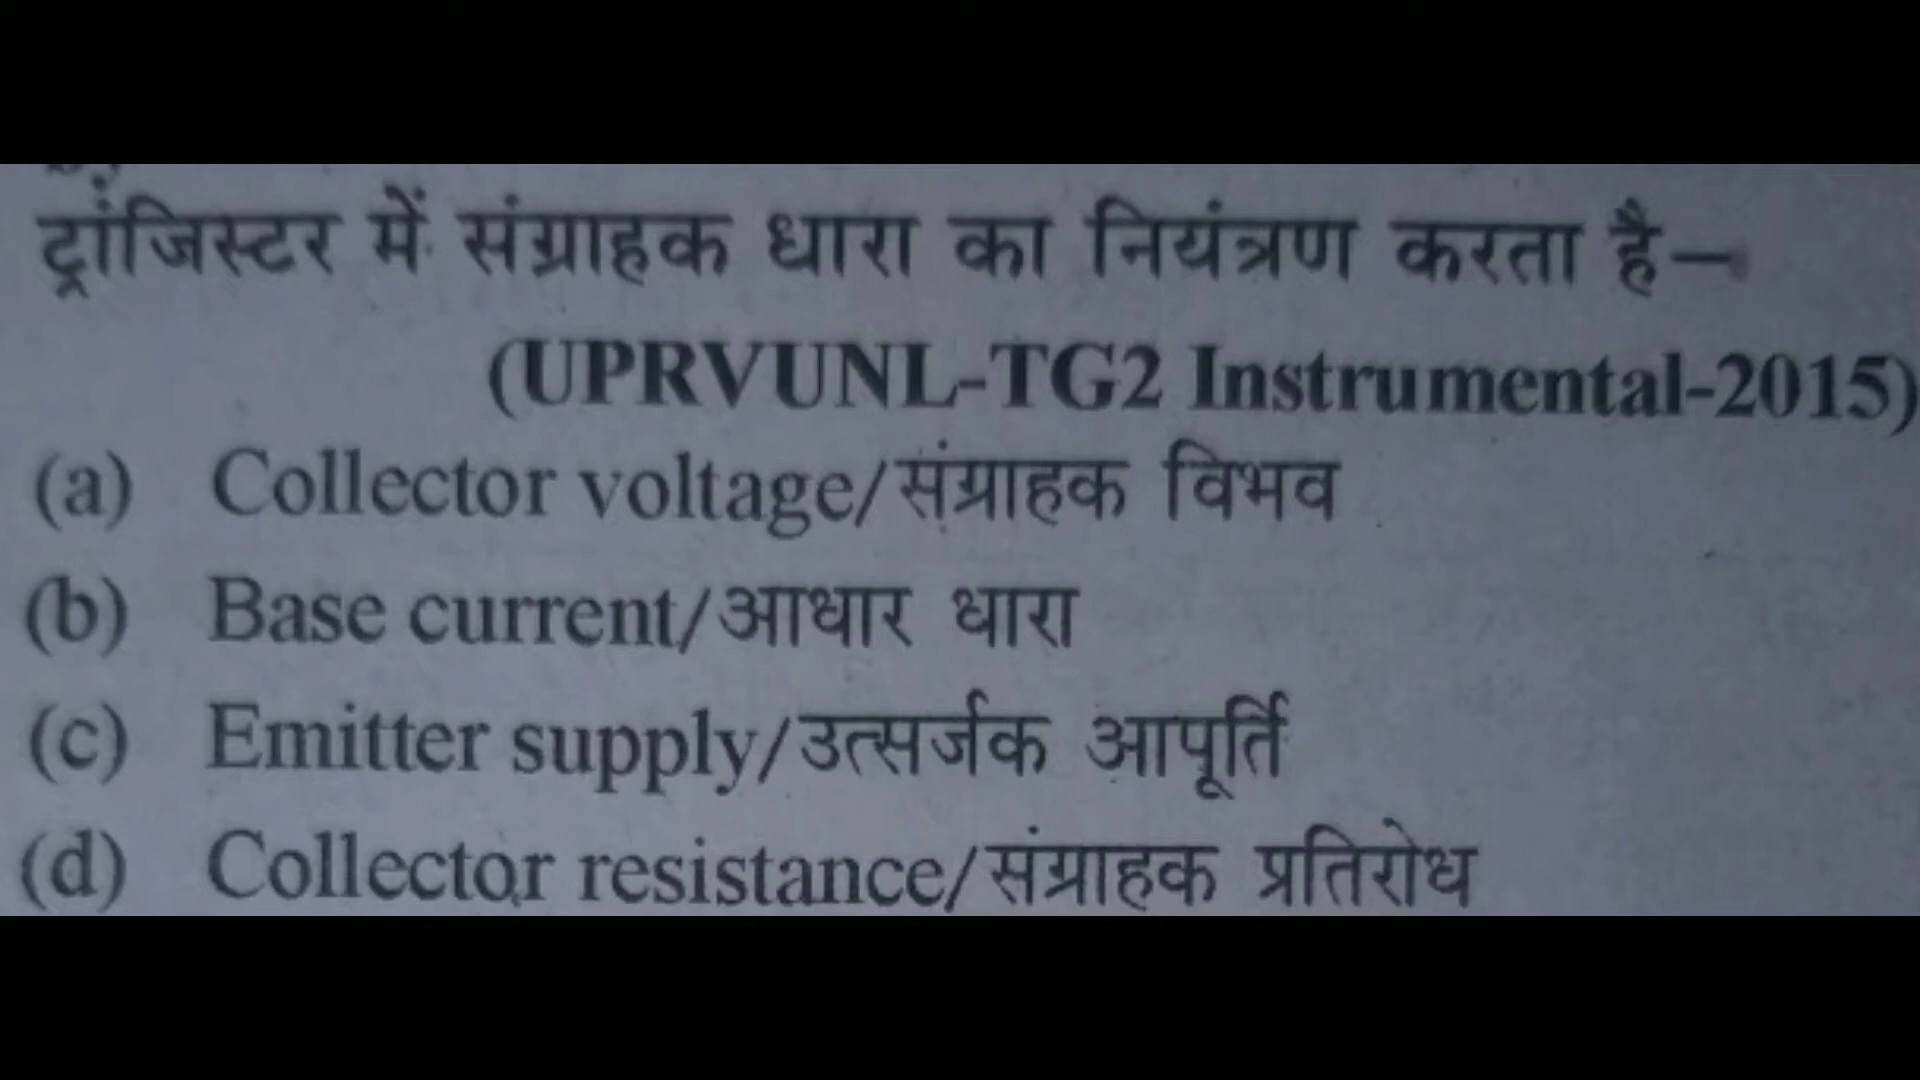 ट्रांजिस्टर में संग्राहक धारा का नियंत्रण करता है–
(UPRVUNL-TG2 Instrumental-2015)
(a) Collector voltage/संग्राहक विभव
(b) Base current/आधार धारा
(c) Emitter supply/उत्सर्जक आपूर्ति
(d) Collector resistance/संग्राहक प्रतिरोध